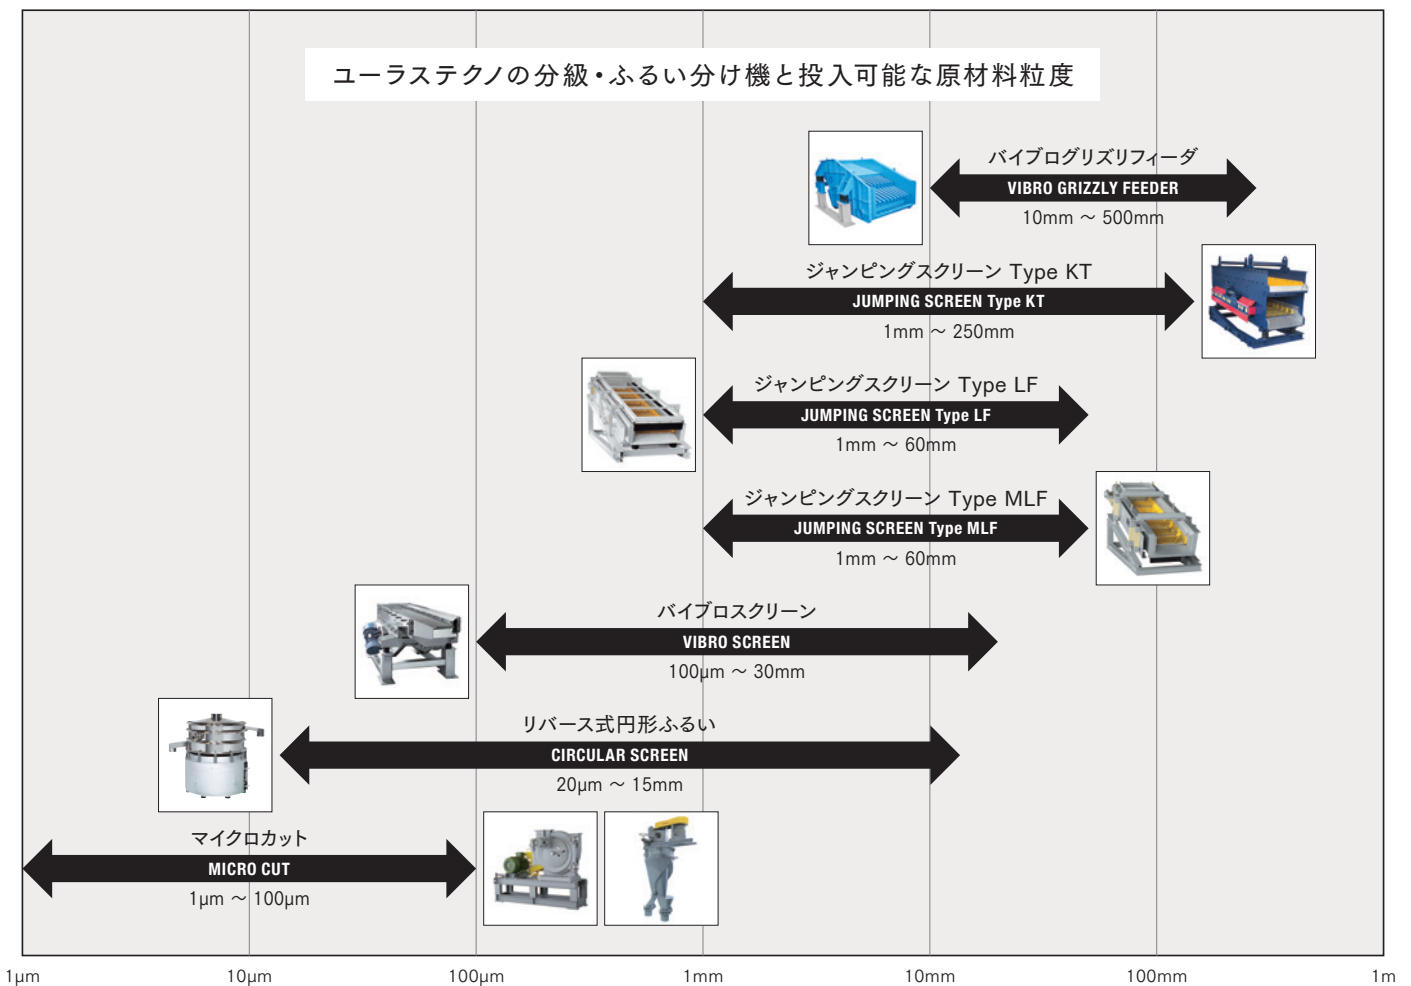 ユーラステクノの分級・ふるい分け機と投入可能な原材料粒度
バイブログリズリフィーダ
VIBRO GRIZZLY FEEDER
10mm ～ 500mm
ジャンピングスクリーン Type KT
JUMPING SCREEN Type KT
1mm ～ 250mm
ジャンピングスクリーン Type LF
JUMPING SCREEN Type LF
1mm ～ 60mm
ジャンピングスクリーン Type MLF
JUMPING SCREEN Type MLF
1mm ～ 60mm
バイブロスクリーン
VIBRO SCREEN
100μm ～ 30mm
リバース式円形ふるい
CIRCULAR SCREEN
20μm ～ 15mm
マイクロカット
MICRO CUT
1μm ～ 100μm
1μm 10μm 100μm 1mm 10mm 100mm 1m